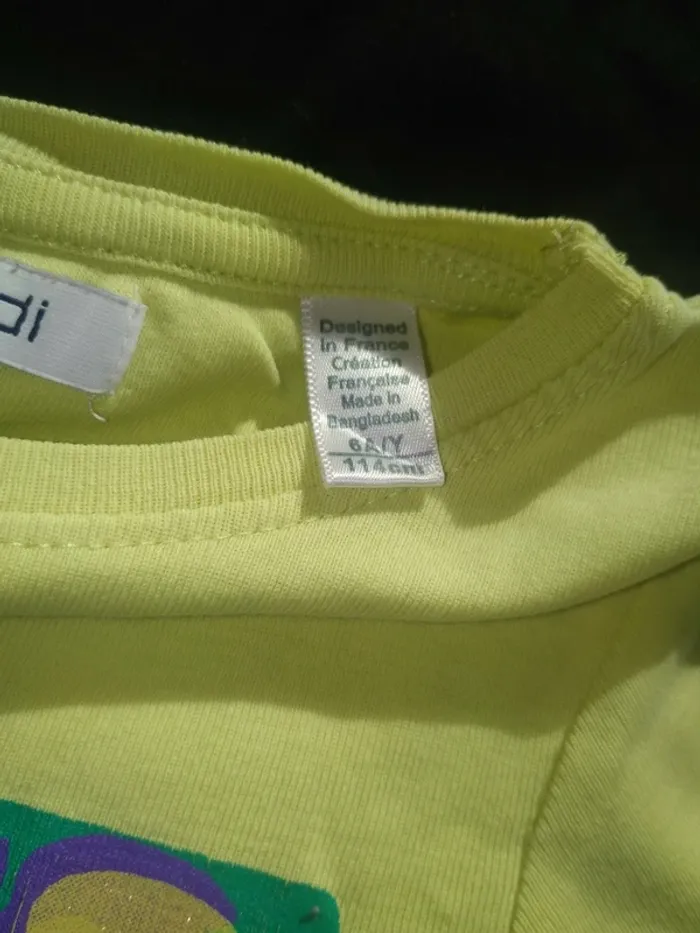 di
Designed
in France
Création
Française
Made in
Bangladesh
6A/Y
114cm